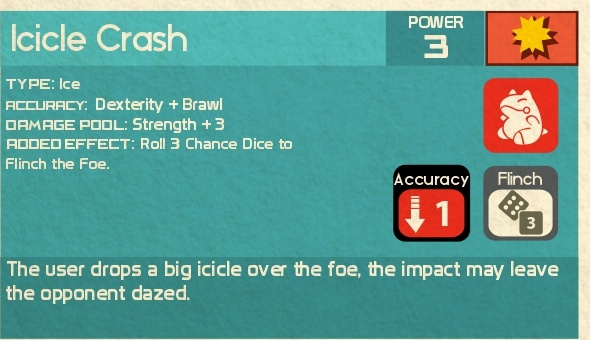 Icicle Crash
POWER
3
TYPE: Ice
ACCURACY: Dexterity + Brawl
DAMAGE POOL: Strength + 3
ADDED EFFECT: Roll 3 Chance Dice to
Flinch the Foe.
Accuracy
1
Flinch
3
The user drops a big icicle over the foe, the impact may leave
the opponent dazed.